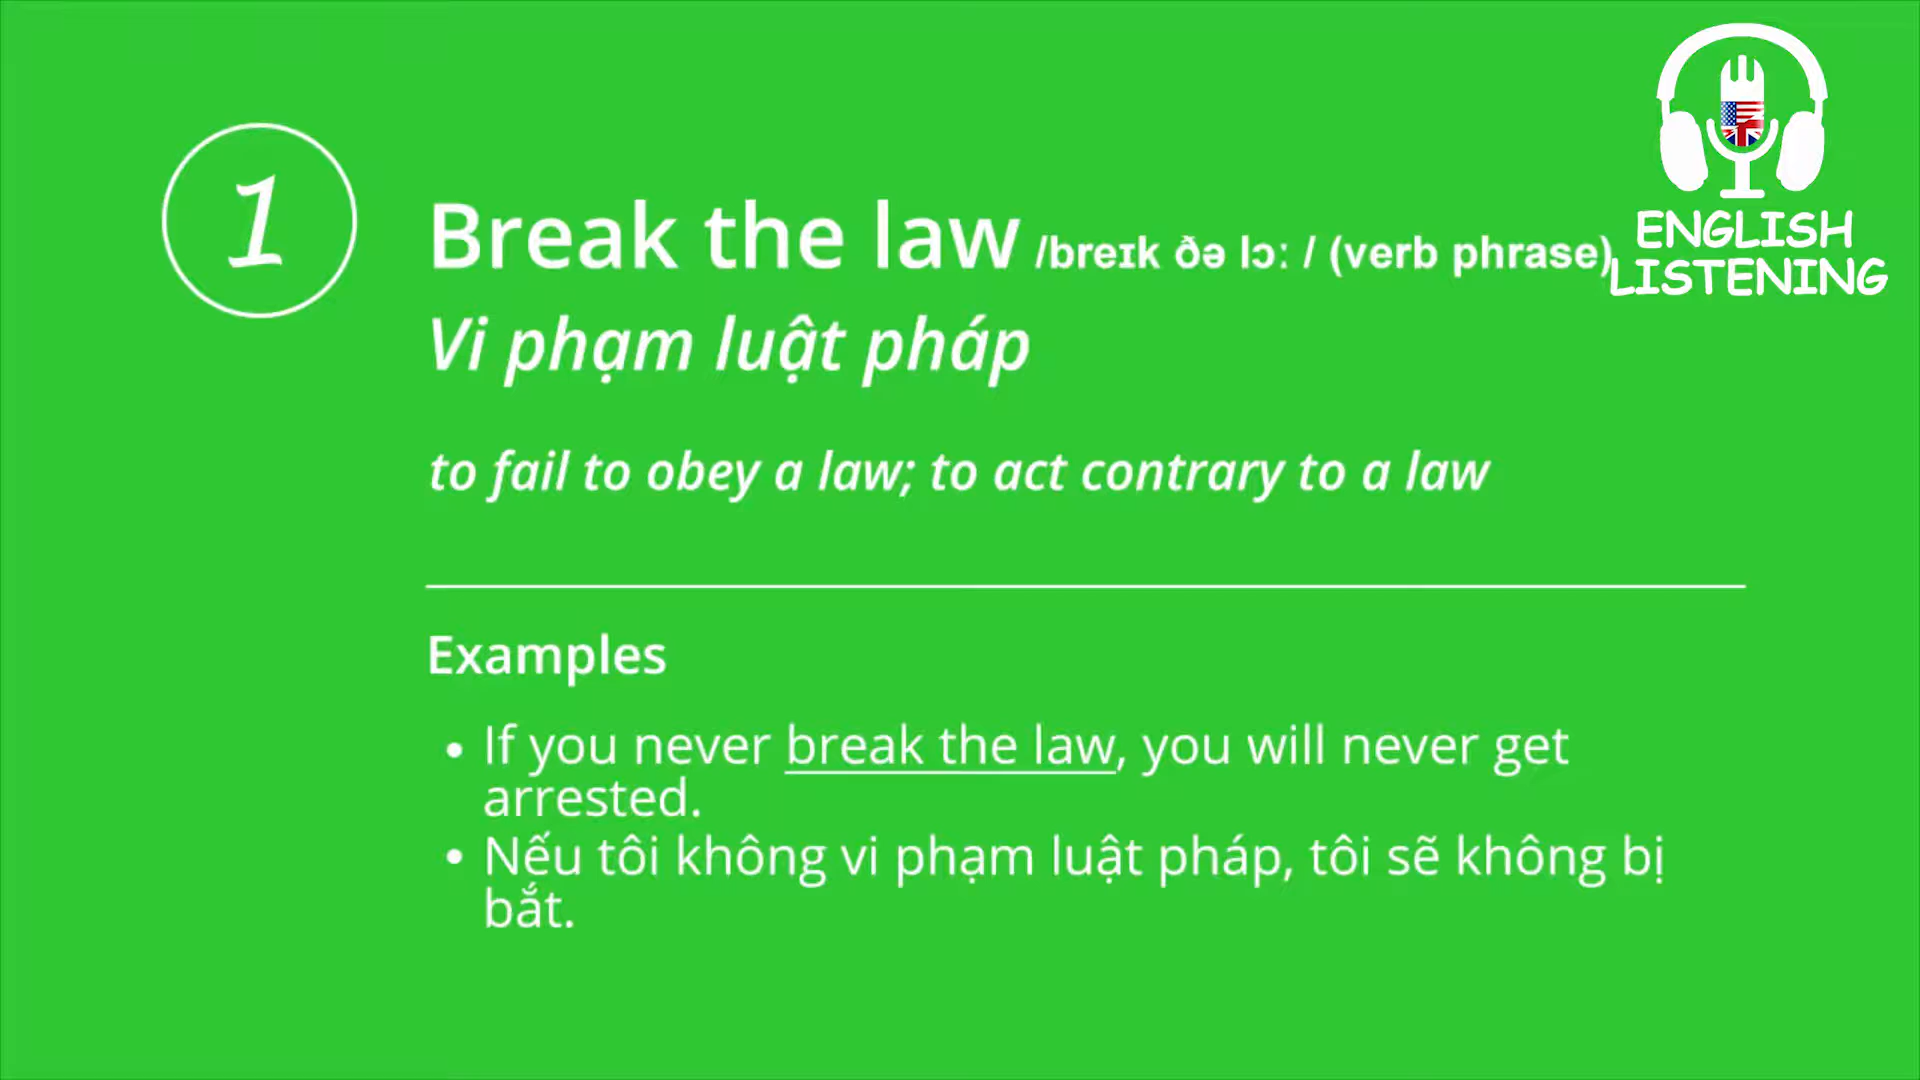 1
Break the law /breɪk ðə lɔː / (verb phrase)
ENGLISH
LISTENING
Vi phạm luật pháp
to fail to obey a law; to act contrary to a law
Examples
• If you never break the law, you will never get
arrested.
• Nếu tôi không vi phạm luật pháp, tôi sẽ không bị
bắt.